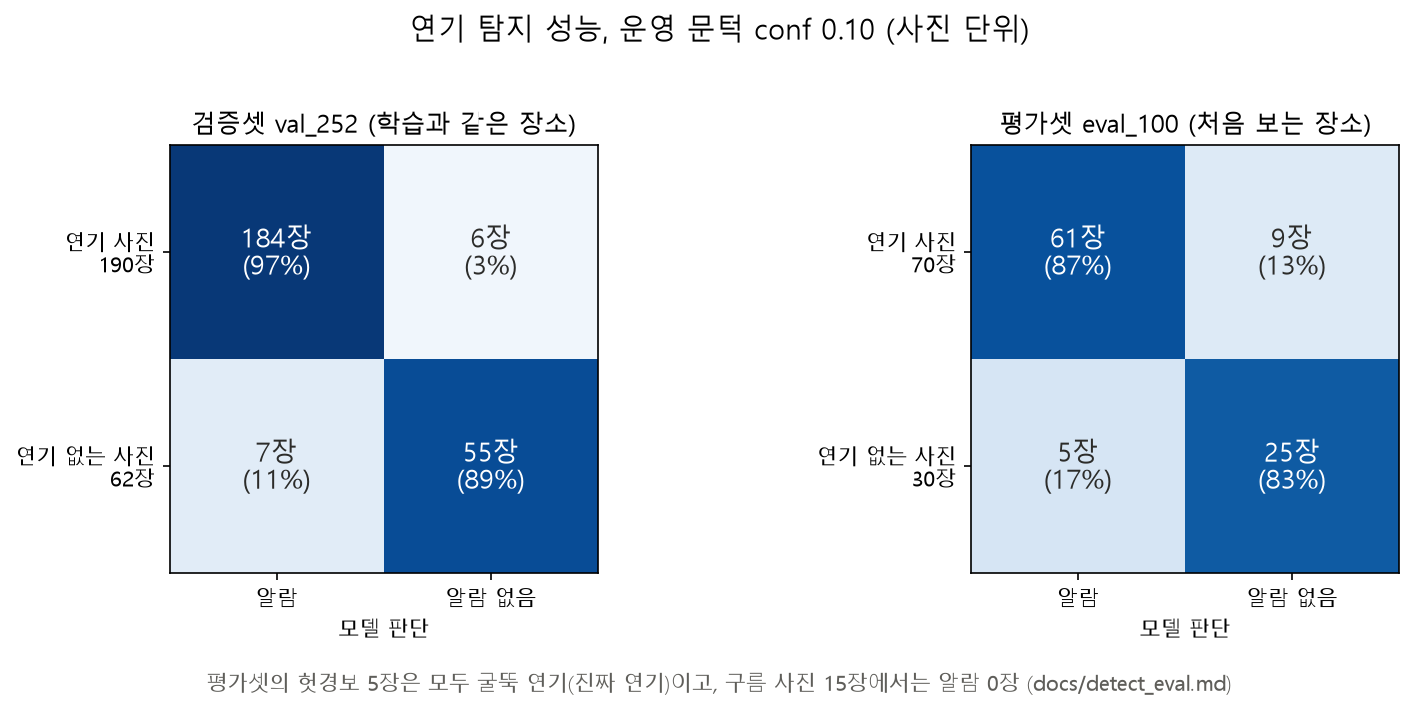 연기 탐지 성능, 운영 문턱 conf 0.10 (사진 단위)
검증셋 val_252 (학습과 같은 장소)
연기 사진
190장
184장
(97%)
6장
(3%)
연기 없는 사진
62장
7장
(11%)
55장
(89%)
알람
알람 없음
모델 판단
평가셋 eval_100 (처음 보는 장소)
연기 사진
70장
61장
(87%)
9장
(13%)
연기 없는 사진
30장
5장
(17%)
25장
(83%)
알람
알람 없음
모델 판단
평가셋의 헛경보 5장은 모두 굴뚝 연기(진짜 연기)이고, 구름 사진 15장에서는 알람 0장 (docs/detect_eval.md)